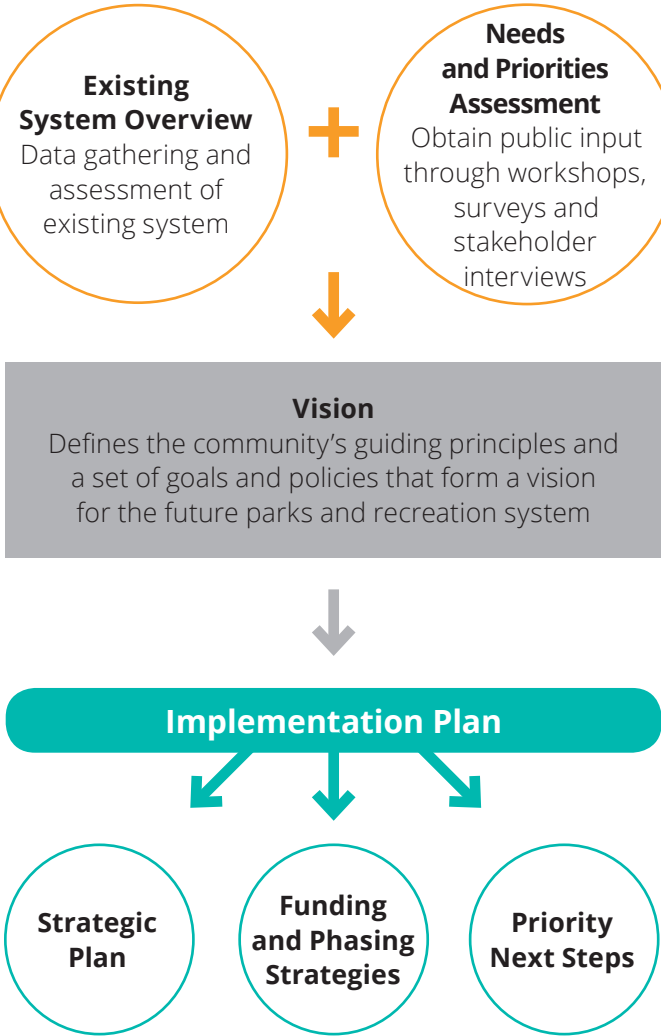 Existing
System Overview
Data gathering and
assessment of
existing system
Needs
and Priorities
Assessment
Obtain public input
through workshops,
surveys and
stakeholder
interviews
Vision
Defines the community’s guiding principles and
a set of goals and policies that form a vision
for the future parks and recreation system
Implementation Plan
Strategic
Plan
Funding
and Phasing
Strategies
Priority
Next Steps